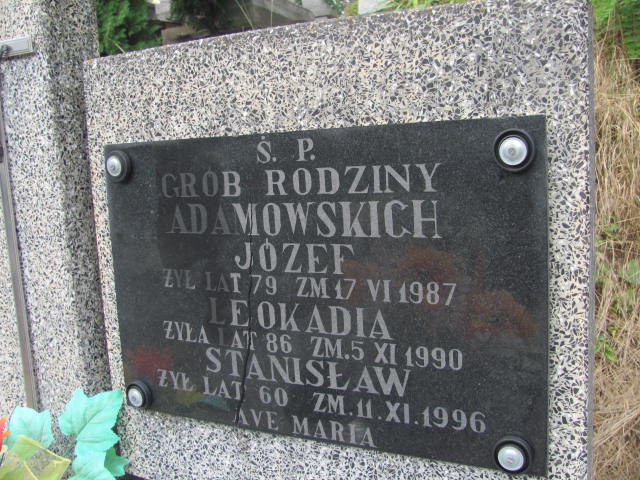 Ś. P.
GRÓB RODZINY
ADAMOWSKICH
JÓZEF
ŻYŁ LAT 79 ZM.17 VI 1987
LEOKADIA
ŻYŁA LAT 86 ZM.5 XI 1990
STANISŁAW
ŻYŁ LAT 60 ZM.11.XI.1996
AVE MARIA